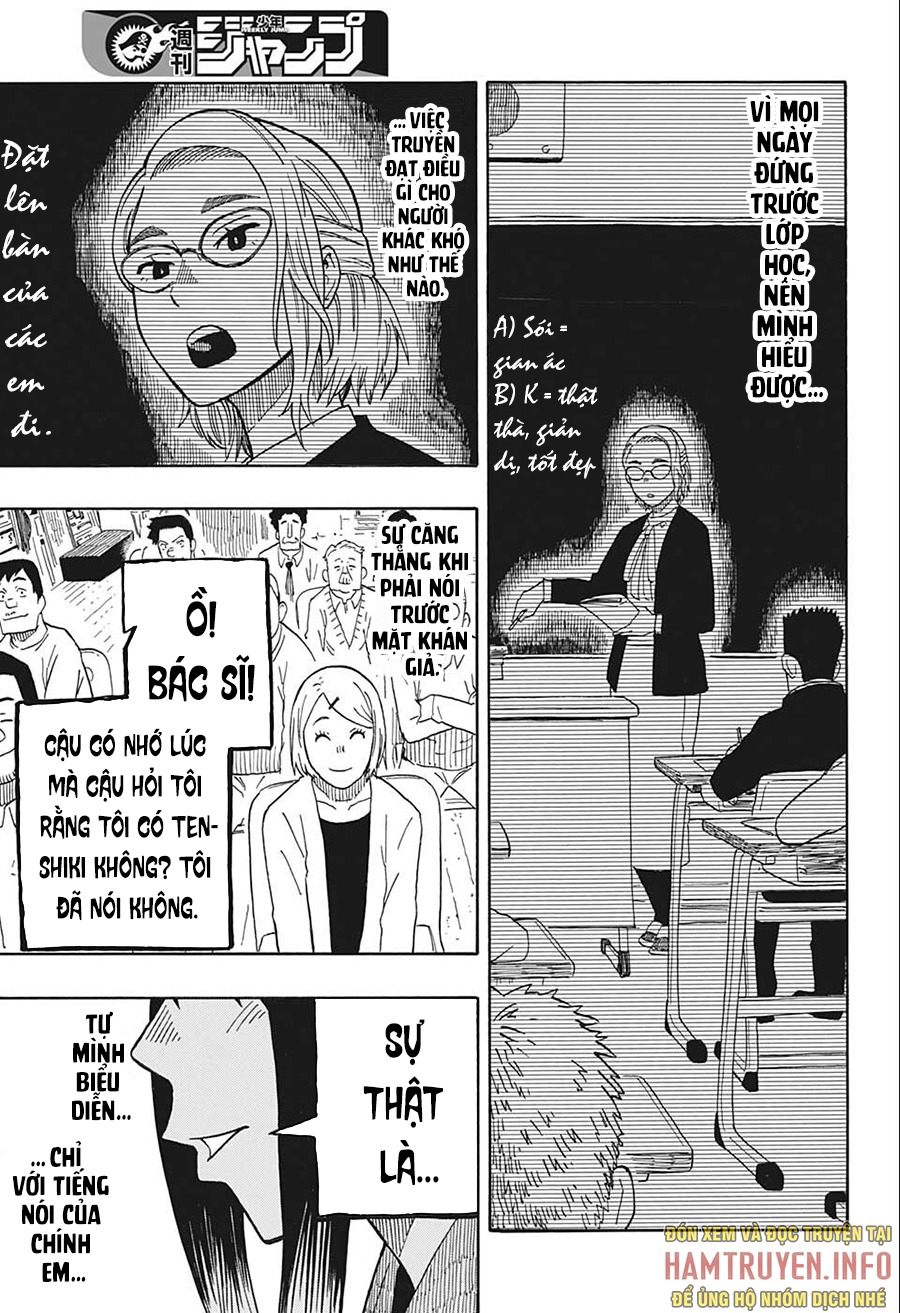 週刊
少年
WEEKLY JUMP
ジャンプ
VÌ MỌI
NGÀY
ĐỨNG
TRƯỚC
LỚP
HỌC,
NÊN
MÌNH
HIỂU
ĐƯỢC...
A) Sói =
gian ác
B) K = thật
thà, giản
dị, tốt đẹp
... VIỆC
TRUYỀN
ĐẠT ĐIỀU
GÌ CHO
NGƯỜI
KHÁC KHÓ
NHƯ THẾ
NÀO.
Đặt
lên
bàn
của
các
em
đi.
SỰ CĂNG
THẲNG KHI
PHẢI NÓI
TRƯỚC
MẶT KHÁN
GIẢ.
Ồ!
BÁC SĨ!
CẬU CÓ NHỚ LÚC
MÀ CẬU HỎI TÔI
RẰNG TÔI CÓ TEN-
SHIKI KHÔNG? TÔI
ĐÃ NÓI KHÔNG.
SỰ
THẬT
LÀ...
TỰ
MÌNH
BIỂU
DIỄN...
...CHỈ
VỚI TIẾNG
NÓI CỦA
CHÍNH
EM...
ĐÓN XEM VÀ ĐỌC TRUYỆN TẠI
HAMTRUYEN.INFO
ĐỂ ỦNG HỘ NHÓM DỊCH NHÉ